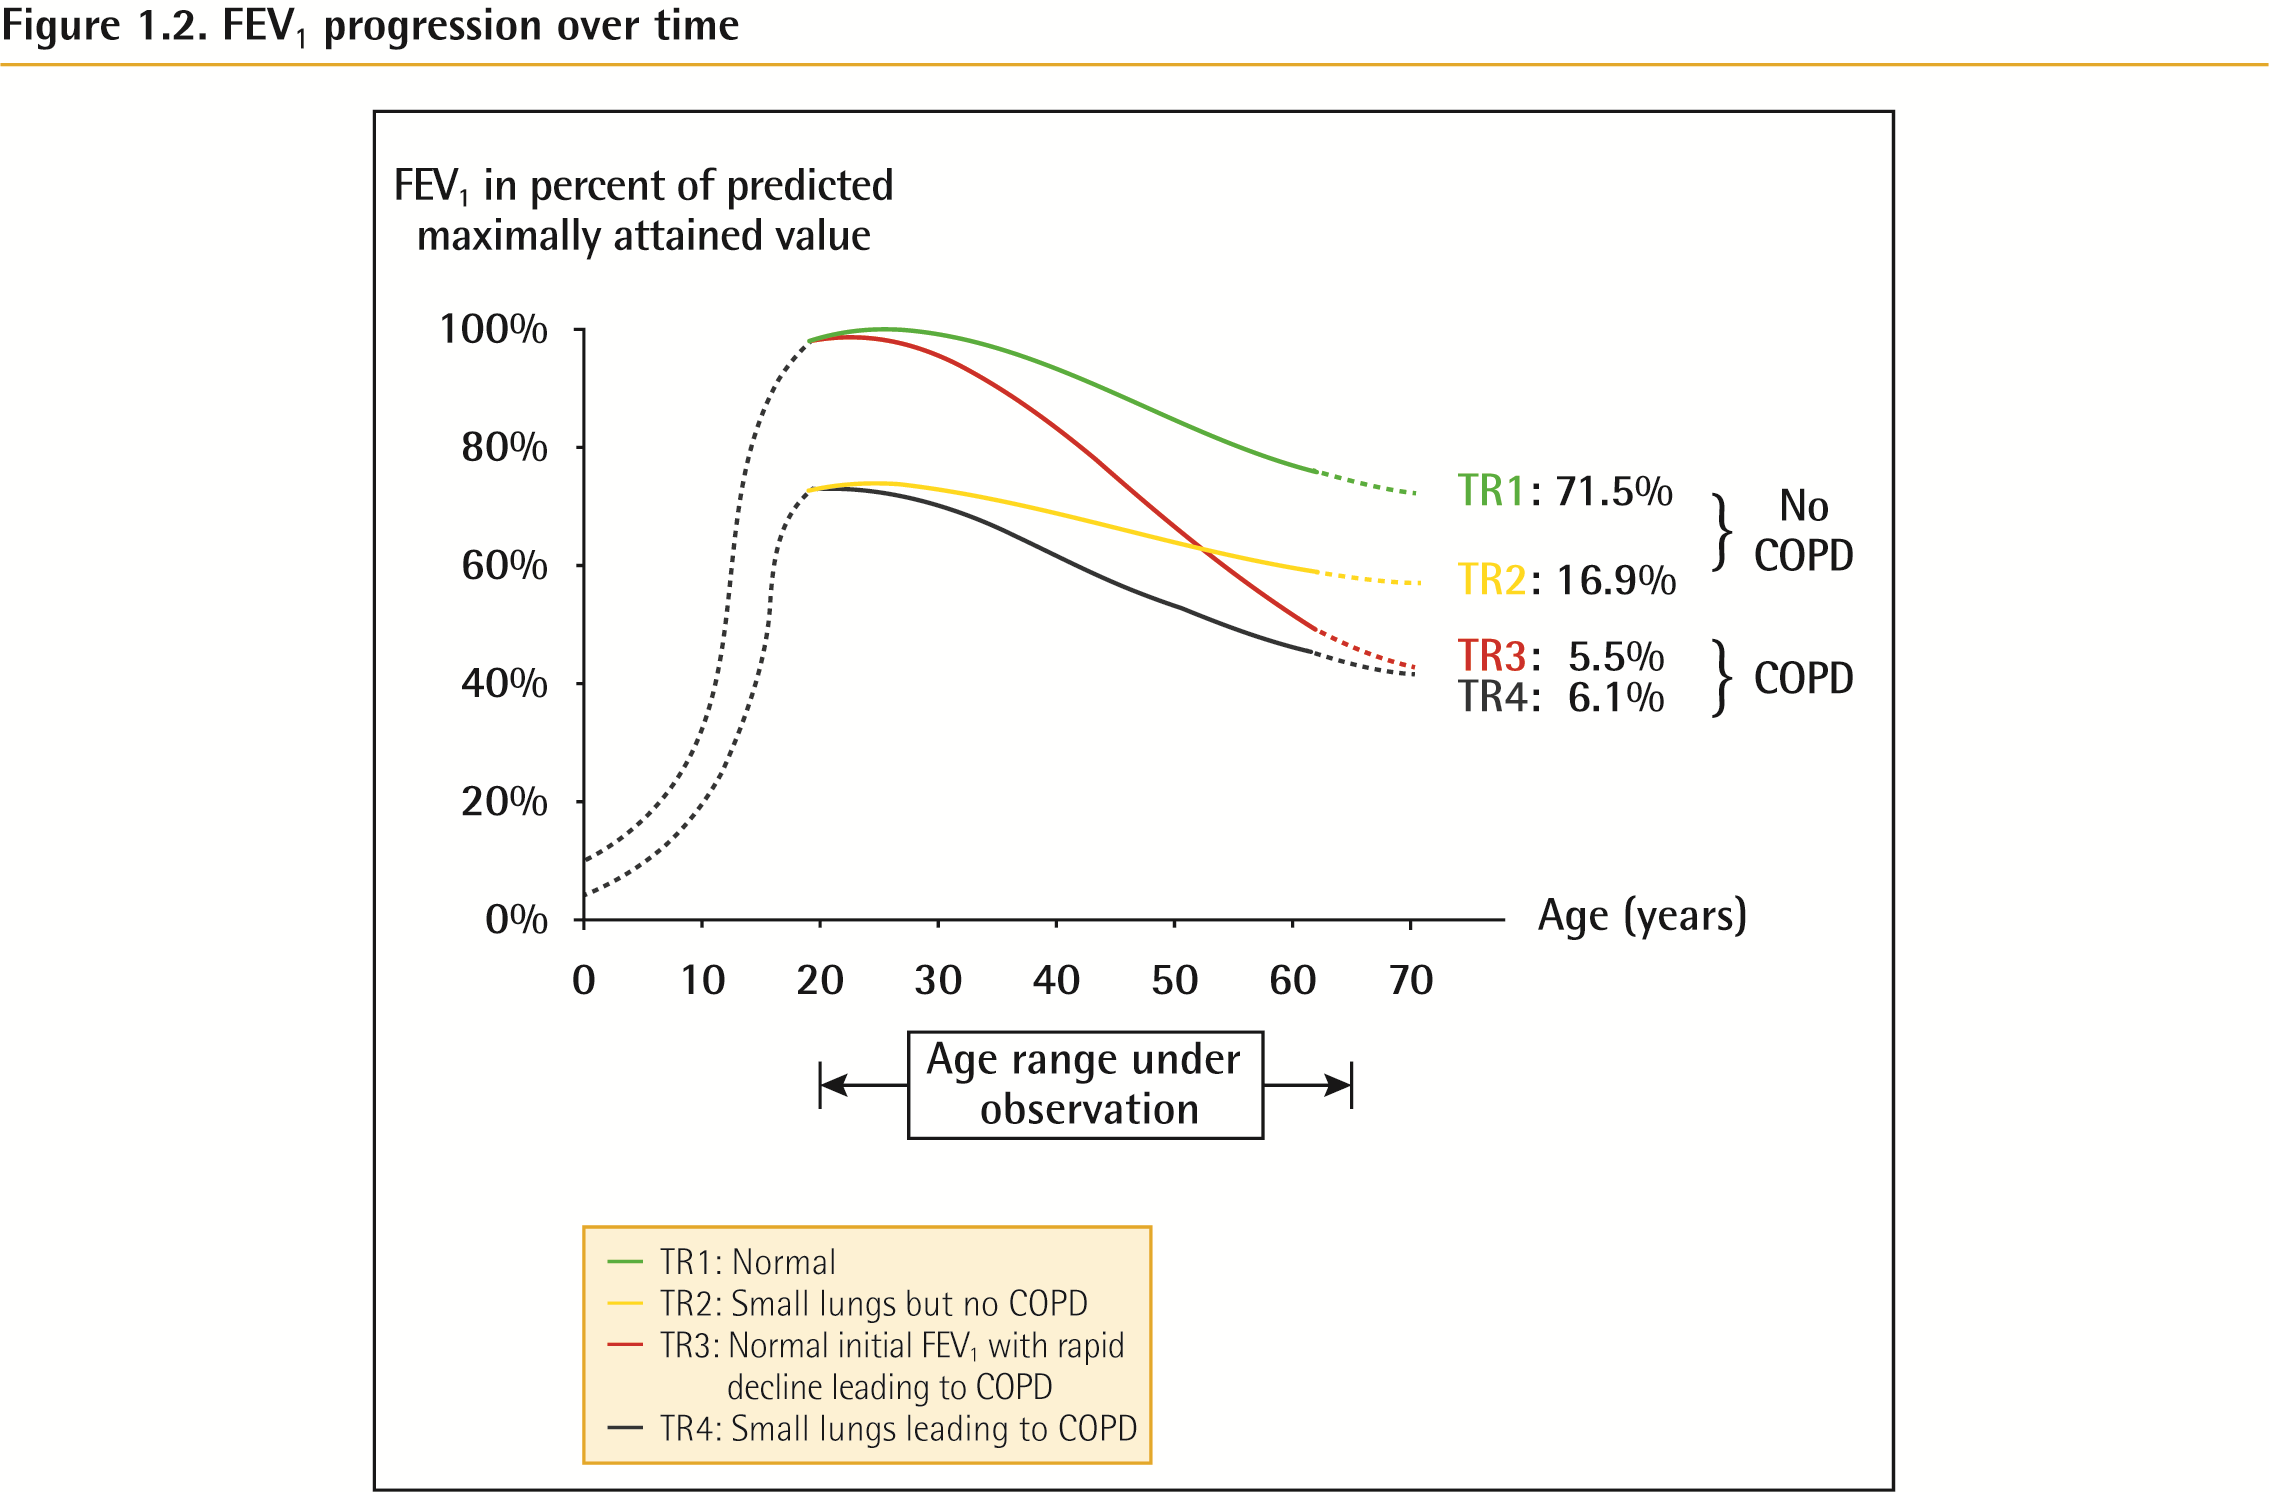 Figure 1.2. FEV1 progression over time
FEV1 in percent of predicted
maximally attained value
100%
80%
60%
40%
20%
0%
TR1: 71.5%
TR2: 16.9%
} No
COPD
TR3: 5.5%
TR4: 6.1%
} COPD
Age (years)
0 10 20 30 40 50 60 70
Age range under
observation
TR1: Normal
TR2: Small lungs but no COPD
TR3: Normal initial FEV1 with rapid
decline leading to COPD
TR4: Small lungs leading to COPD